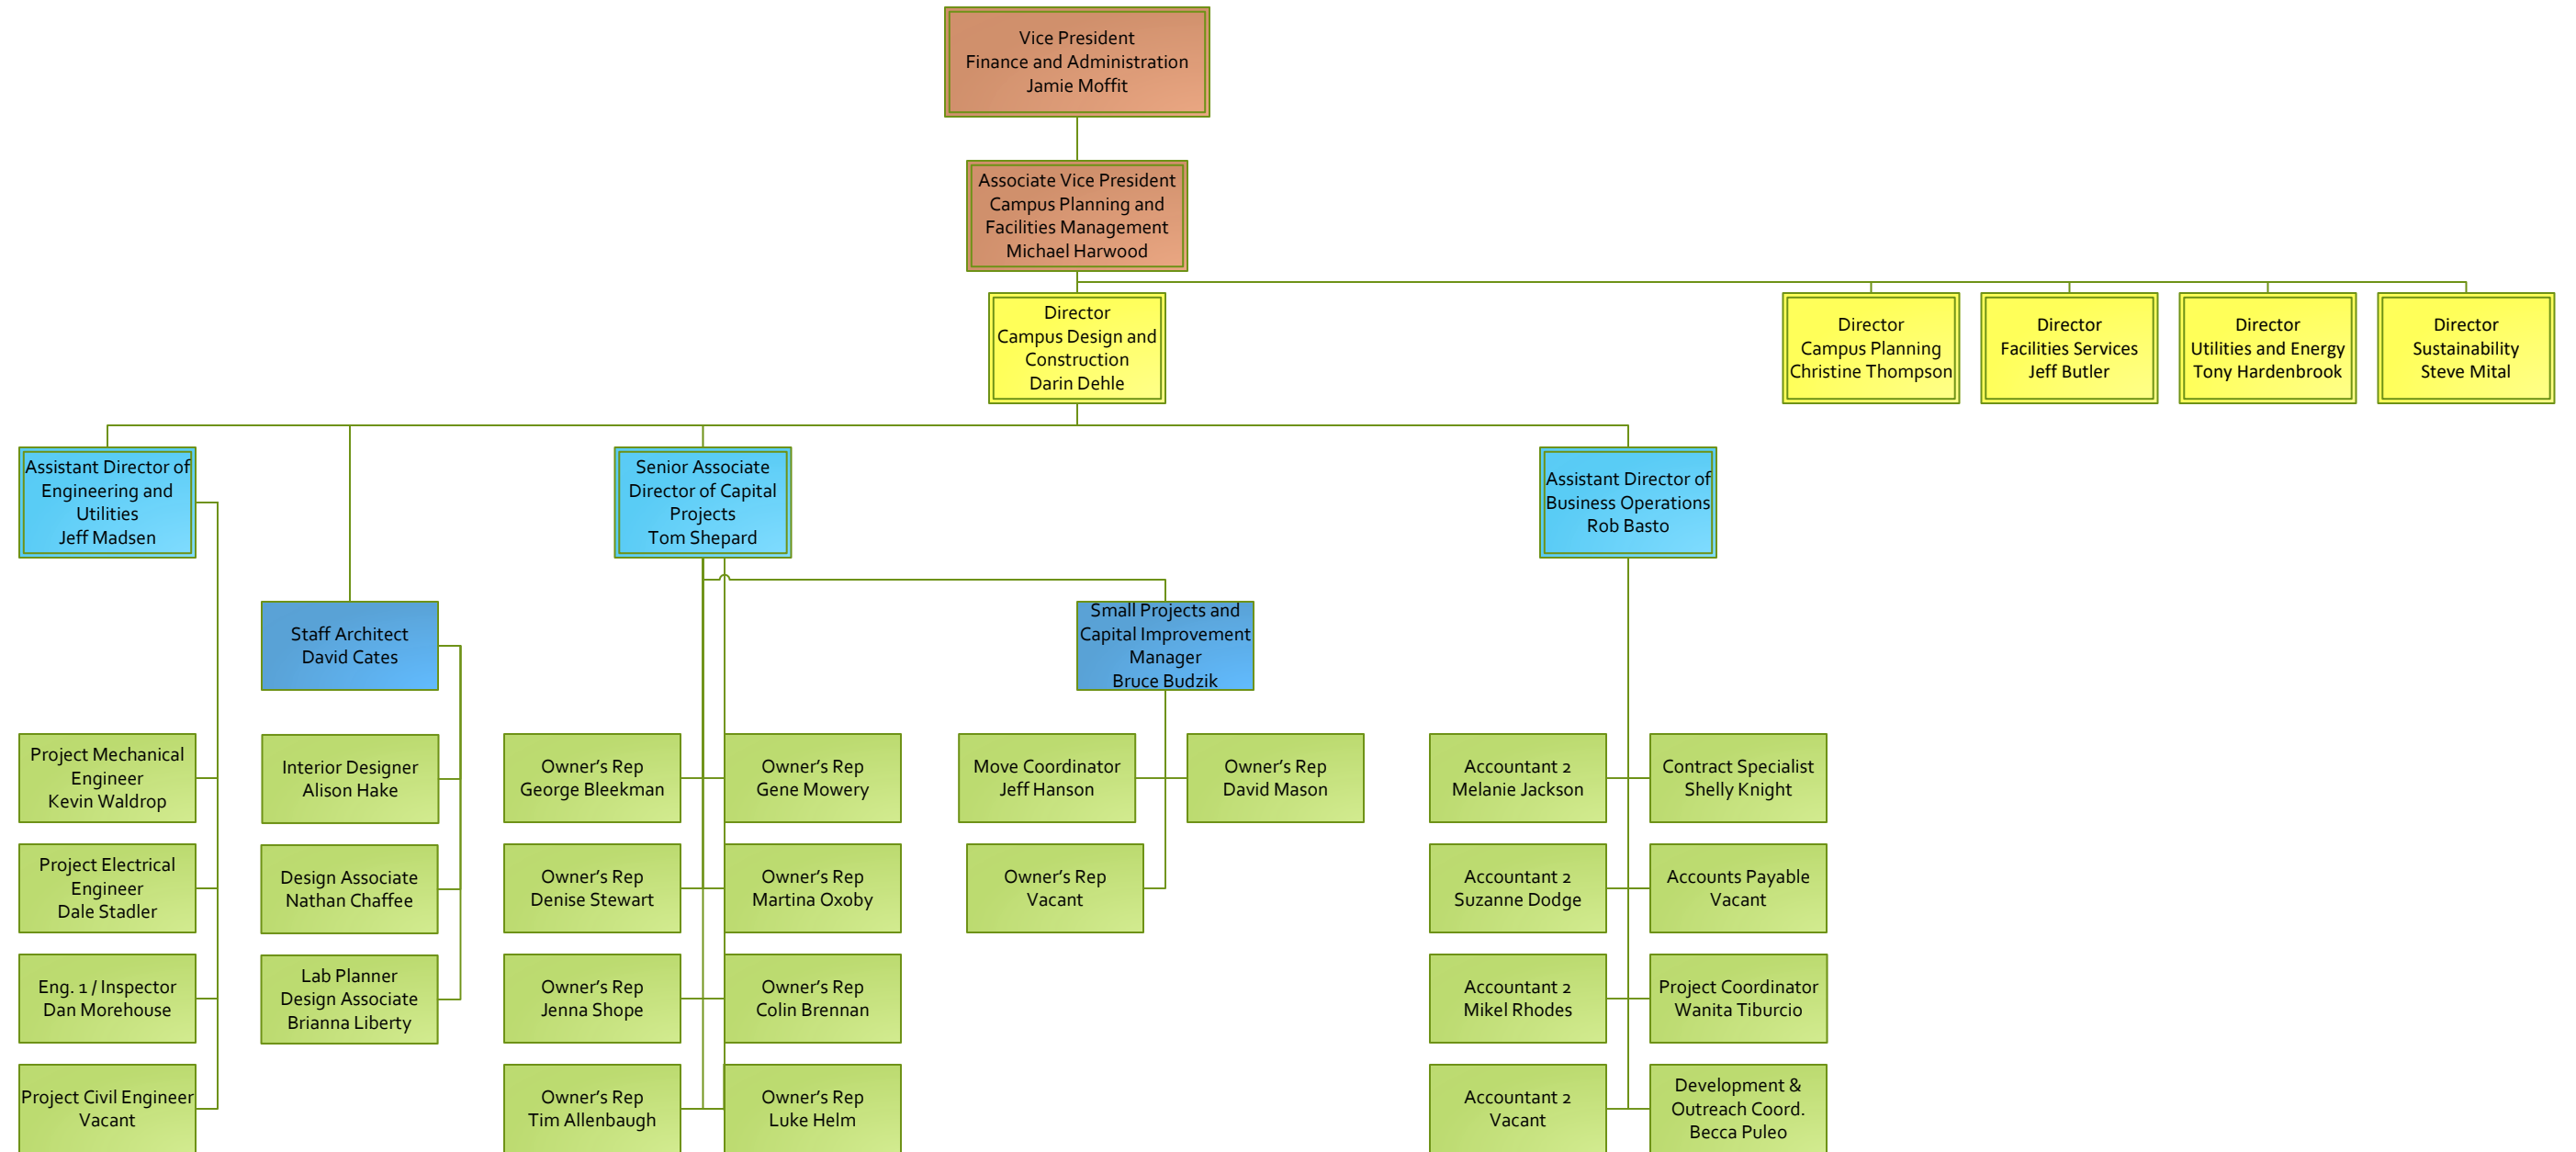 Vice President
Finance and Administration
Jamie Moffit
Associate Vice President
Campus Planning and
Facilities Management
Michael Harwood
Director
Campus Design and
Construction
Darin Dehle
Director
Campus Planning
Christine Thompson
Director
Facilities Services
Jeff Butler
Director
Utilities and Energy
Tony Hardenbrook
Director
Sustainability
Steve Mital
Assistant Director of
Engineering and
Utilities
Jeff Madsen
Senior Associate
Director of Capital
Projects
Tom Shepard
Assistant Director of
Business Operations
Rob Basto
Staff Architect
David Cates
Small Projects and
Capital Improvement
Manager
Bruce Budzik
Project Mechanical
Engineer
Kevin Waldrop
Interior Designer
Alison Hake
Owner's Rep
George Bleekman
Owner's Rep
Gene Mowery
Move Coordinator
Jeff Hanson
Owner's Rep
David Mason
Accountant 2
Melanie Jackson
Contract Specialist
Shelly Knight
Project Electrical
Engineer
Dale Stadler
Design Associate
Nathan Chaffee
Owner's Rep
Denise Stewart
Owner's Rep
Martina Oxoby
Owner's Rep
Vacant
Accountant 2
Suzanne Dodge
Accounts Payable
Vacant
Eng. 1 / Inspector
Dan Morehouse
Lab Planner
Design Associate
Brianna Liberty
Owner's Rep
Jenna Shope
Owner's Rep
Colin Brennan
Accountant 2
Mikel Rhodes
Project Coordinator
Wanita Tiburcio
Project Civil Engineer
Vacant
Owner's Rep
Tim Allenbaugh
Owner's Rep
Luke Helm
Accountant 2
Vacant
Development &
Outreach Coord.
Becca Puleo